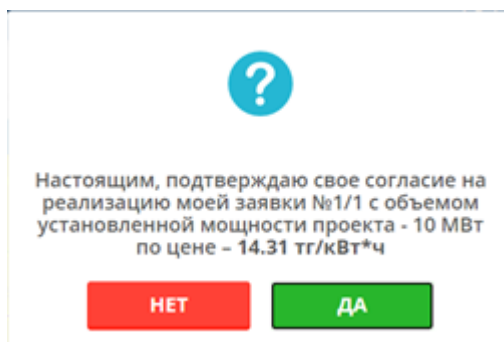 ?
Настоящим, подтверждаю свое согласие на
реализацию моей заявки №1/1 с объемом
установленной мощности проекта - 10 МВт
по цене – 14.31 тг/кВт*ч
НЕТ ДА